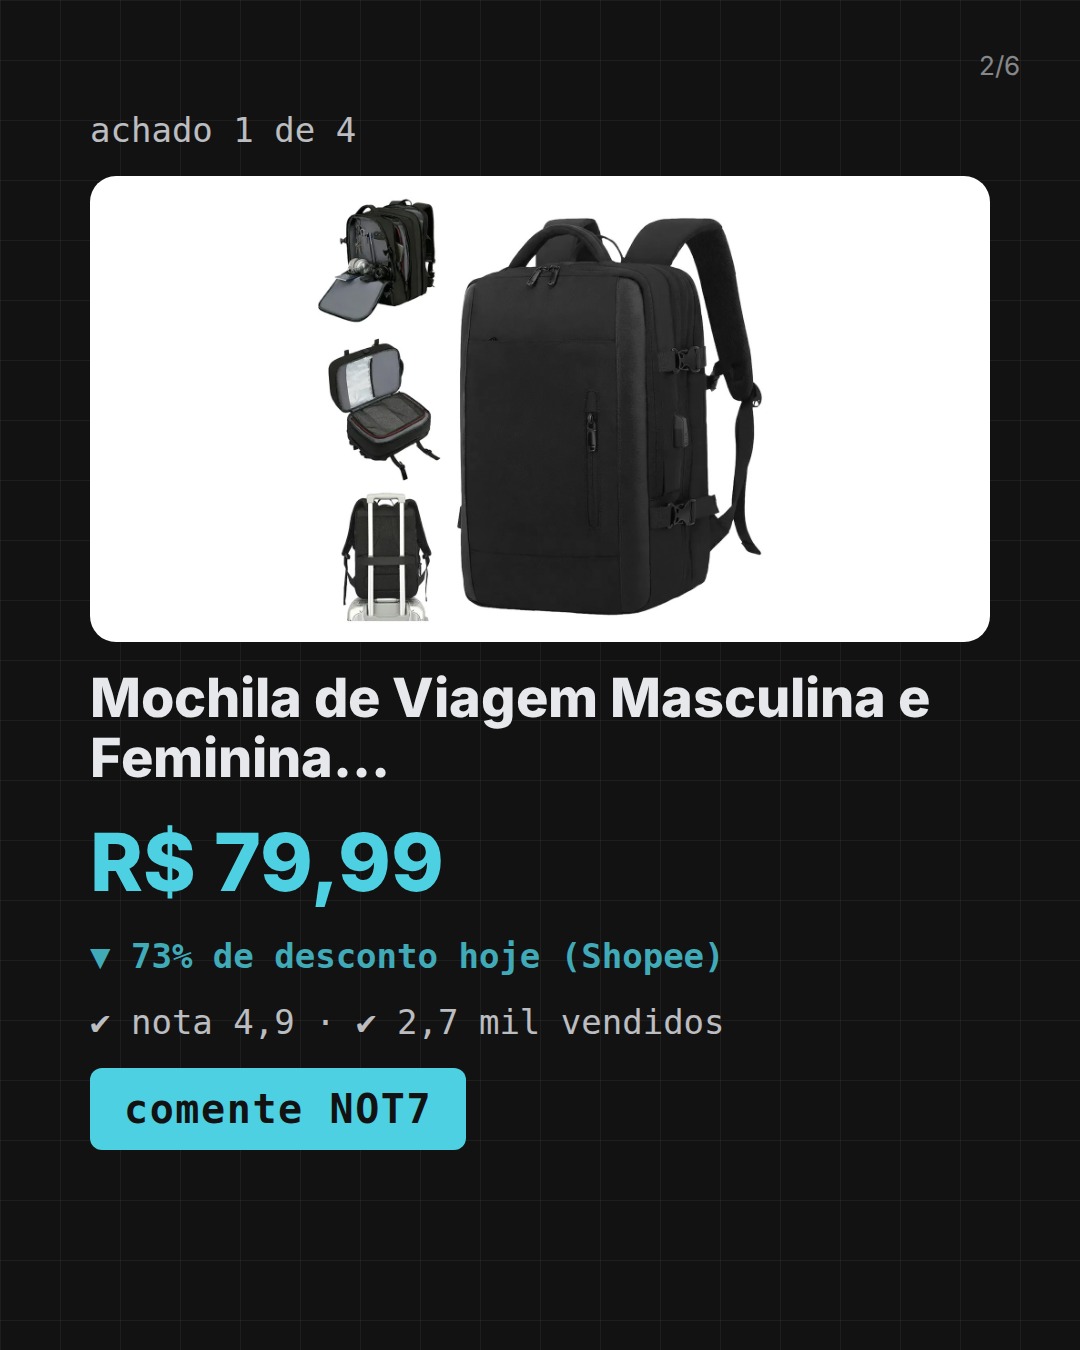 2/6
achado 1 de 4
Mochila de Viagem Masculina e
Feminina...
R$ 79,99
▼ 73% de desconto hoje (Shopee)
✔ nota 4,9 · ✔ 2,7 mil vendidos
comente NOT7